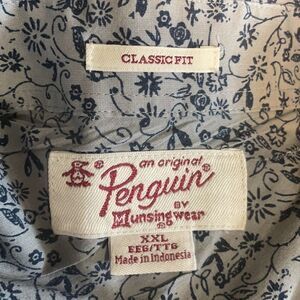 CLASSIC FIT
an original
Penguin®
BY
Munsingwear
®
XXL
EEG/TTG
Made in Indonesia